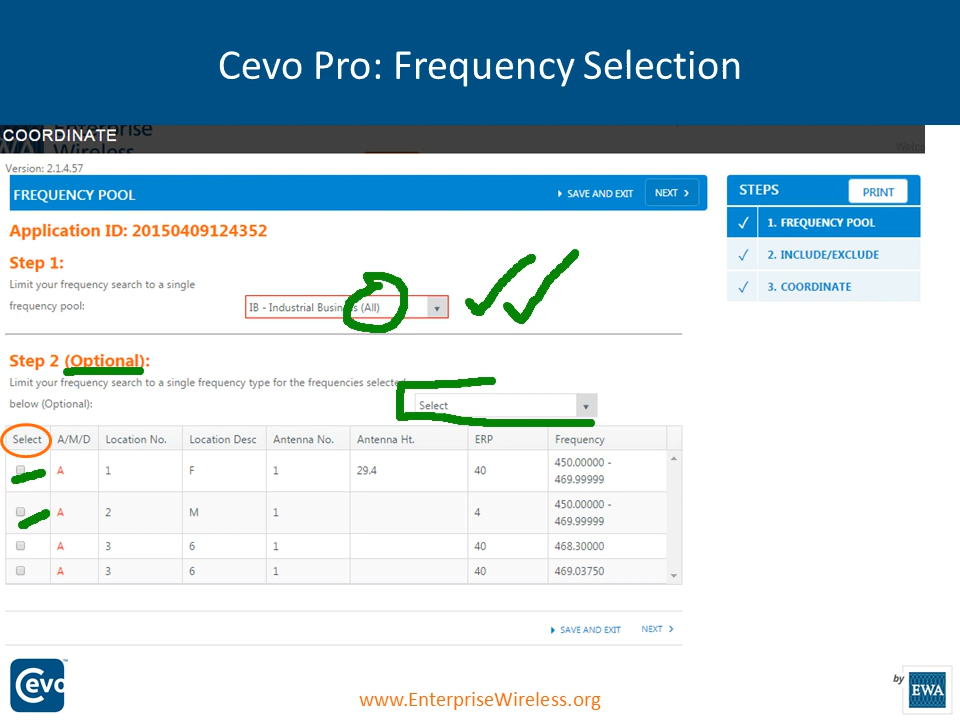 Cevo Pro: Frequency Selection
COORDINATE
Enterprise
Wireless
Welco
Version: 2.1.4.57
FREQUENCY POOL
SAVE AND EXIT
NEXT
STEPS
PRINT
1. FREQUENCY POOL
2. INCLUDE/EXCLUDE
3. COORDINATE
Application ID: 20150409124352
Step 1:
Limit your frequency search to a single
frequency pool:
IB - Industrial Business (All)
Step 2 (Optional):
Limit your frequency search to a single frequency type for the frequencies selected
below (Optional):
Select
Select A/M/D Location No. Location Desc Antenna No. Antenna Ht. ERP Frequency
A 1 F 1 29.4 40 450.00000 -
469.99999
A 2 M 1 4 450.00000 -
469.99999
A 3 6 1 40 468.30000
A 3 6 1 40 469.03750
SAVE AND EXIT NEXT
Cevo
www.EnterpriseWireless.org
by
EWA